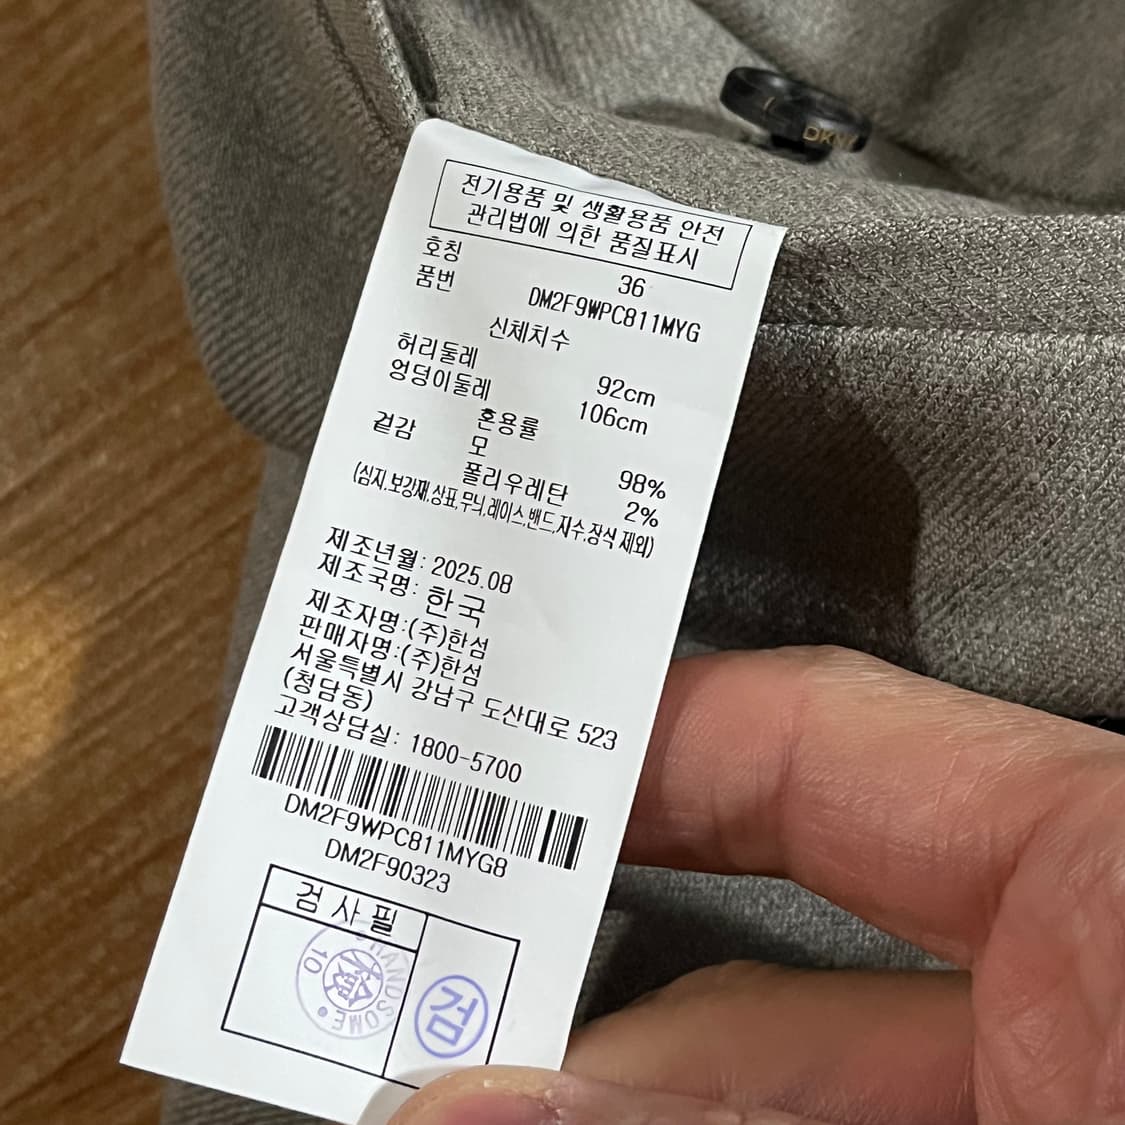 DKNY
전기용품 및 생활용품 안전
관리법에 의한 품질표시
호칭 36
품번 DM2F9WPC811MYG
신체치수
허리둘레 92cm
엉덩이둘레 106cm
혼용률
겉감 모 98%
폴리우레탄 2%
(심지,보강재,상표,무늬,레이스,밴드,자수,장식 제외)
제조년월: 2025.08
제조국명: 한국
제조자명:(주)한섬
판매자명:(주)한섬
서울특별시 강남구 도산대로 523
(청담동)
고객상담실: 1800-5700
DM2F9WPC811MYG8
DM2F90323
검사필
HANDSOME
10
검